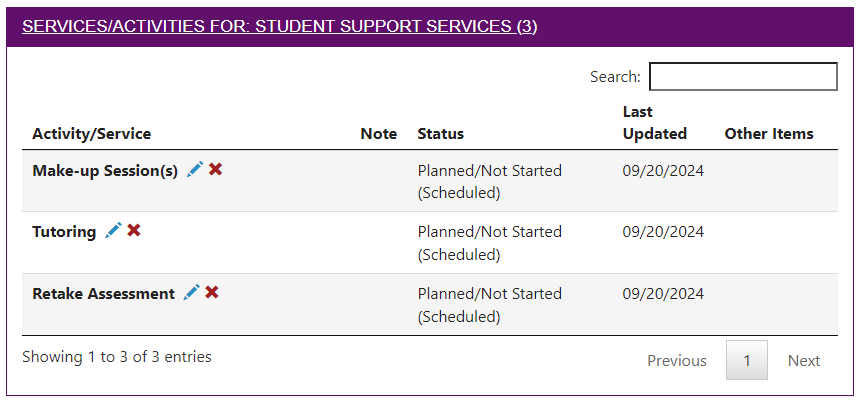 SERVICES/ACTIVITIES FOR: STUDENT SUPPORT SERVICES (3)
Search:
Activity/Service Note Status Last Updated Other Items
Make-up Session(s) Planned/Not Started 09/20/2024
(Scheduled)
Tutoring Planned/Not Started 09/20/2024
(Scheduled)
Retake Assessment Planned/Not Started 09/20/2024
(Scheduled)
Showing 1 to 3 of 3 entries
Previous 1 Next